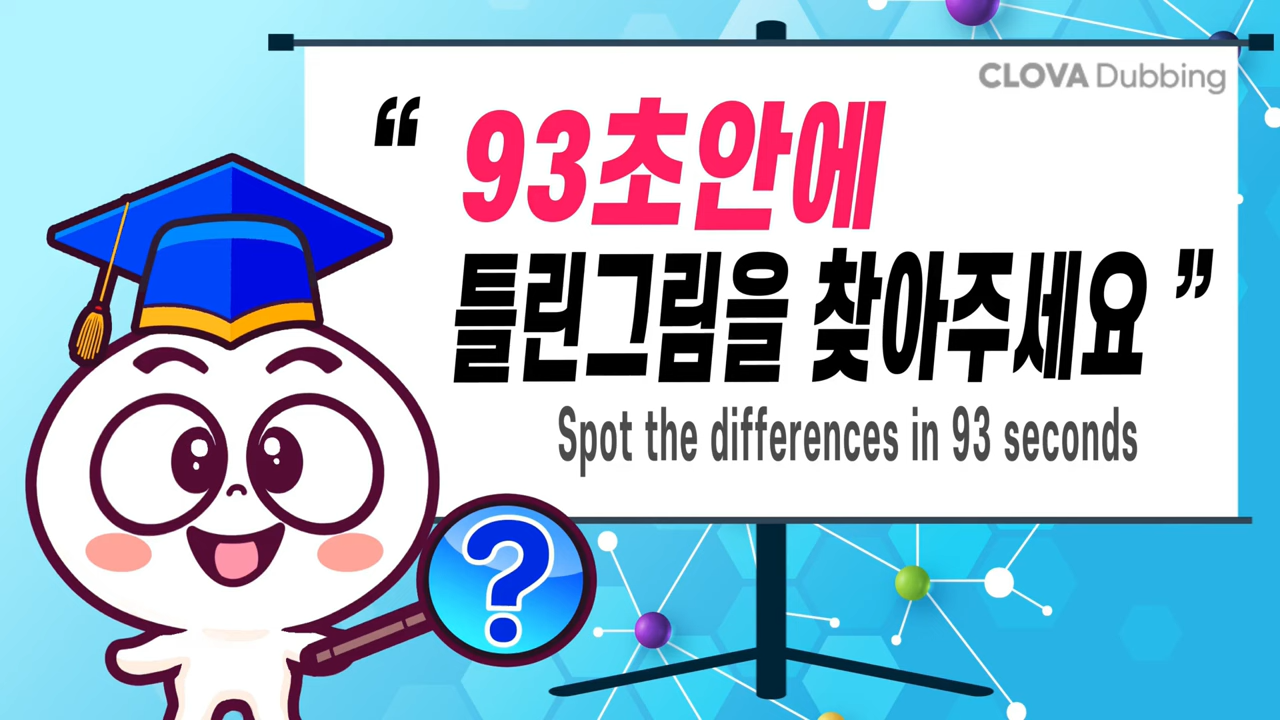 CLOVA Dubbing
“ 93초안에
틀린그림을 찾아주세요 ”
Spot the differences in 93 seconds
?